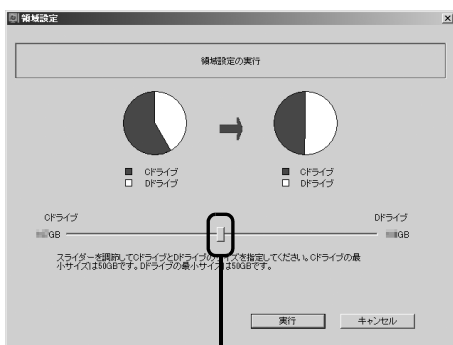 領域設定
領域設定の実行
Cドライブ
Dドライブ
Cドライブ
Dドライブ
Cドライブ
Dドライブ
GB
GB
スライダーを調節してCドライブとDドライブのサイズを指定してください。Cドライブの最
小サイズは50GBです。Dドライブの最小サイズは50GBです。
実行
キャンセル